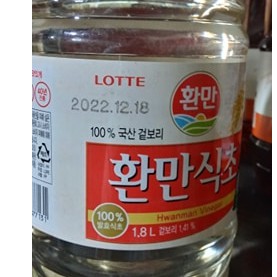 LOTTE
2022.12.18
환만
100% 국산 겉보리
환만식초
Hwanman Vinegar
100%
발효식초
1.8 L 겉보리 1.41 %